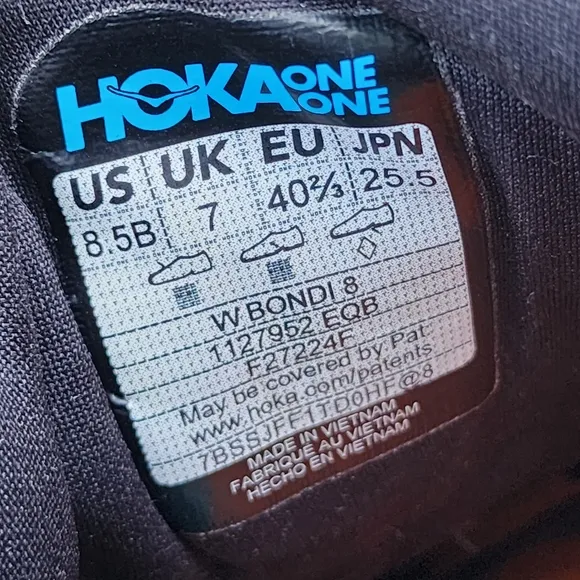 HOKA ONE ONE
US UK EU JPN
8.5B 7 40⅔ 25.5
W BONDI 8
1127952 EQB
F27224F
May be covered by Pat
www.hoka.com/patents
7BSSJFF1TD0HF@8
MADE IN VIETNAM
FABRIQUÉ AU VIETNAM
HECHO EN VIETNAM